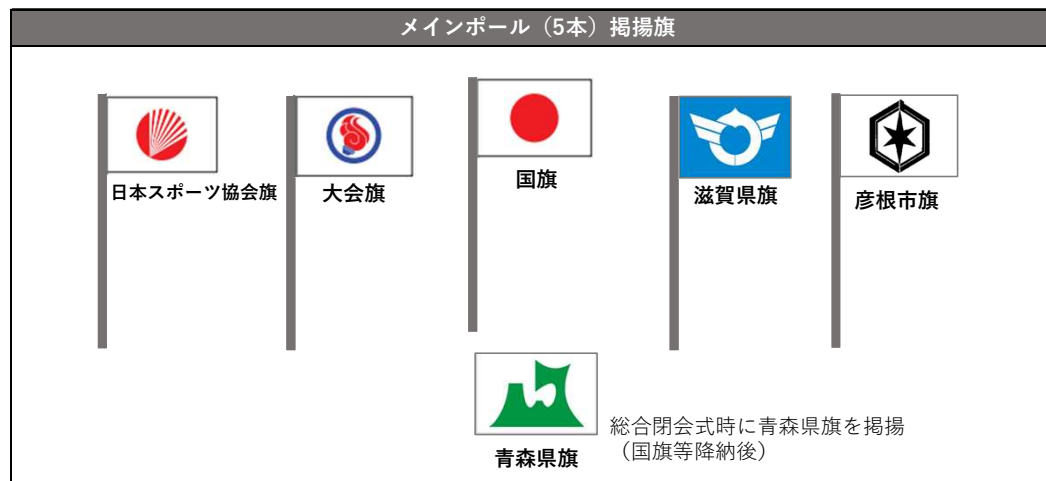 メインポール（5本）掲揚旗
日本スポーツ協会旗
大会旗
国旗
滋賀県旗
彦根市旗
青森県旗
総合閉会式時に青森県旗を掲揚
（国旗等降納後）